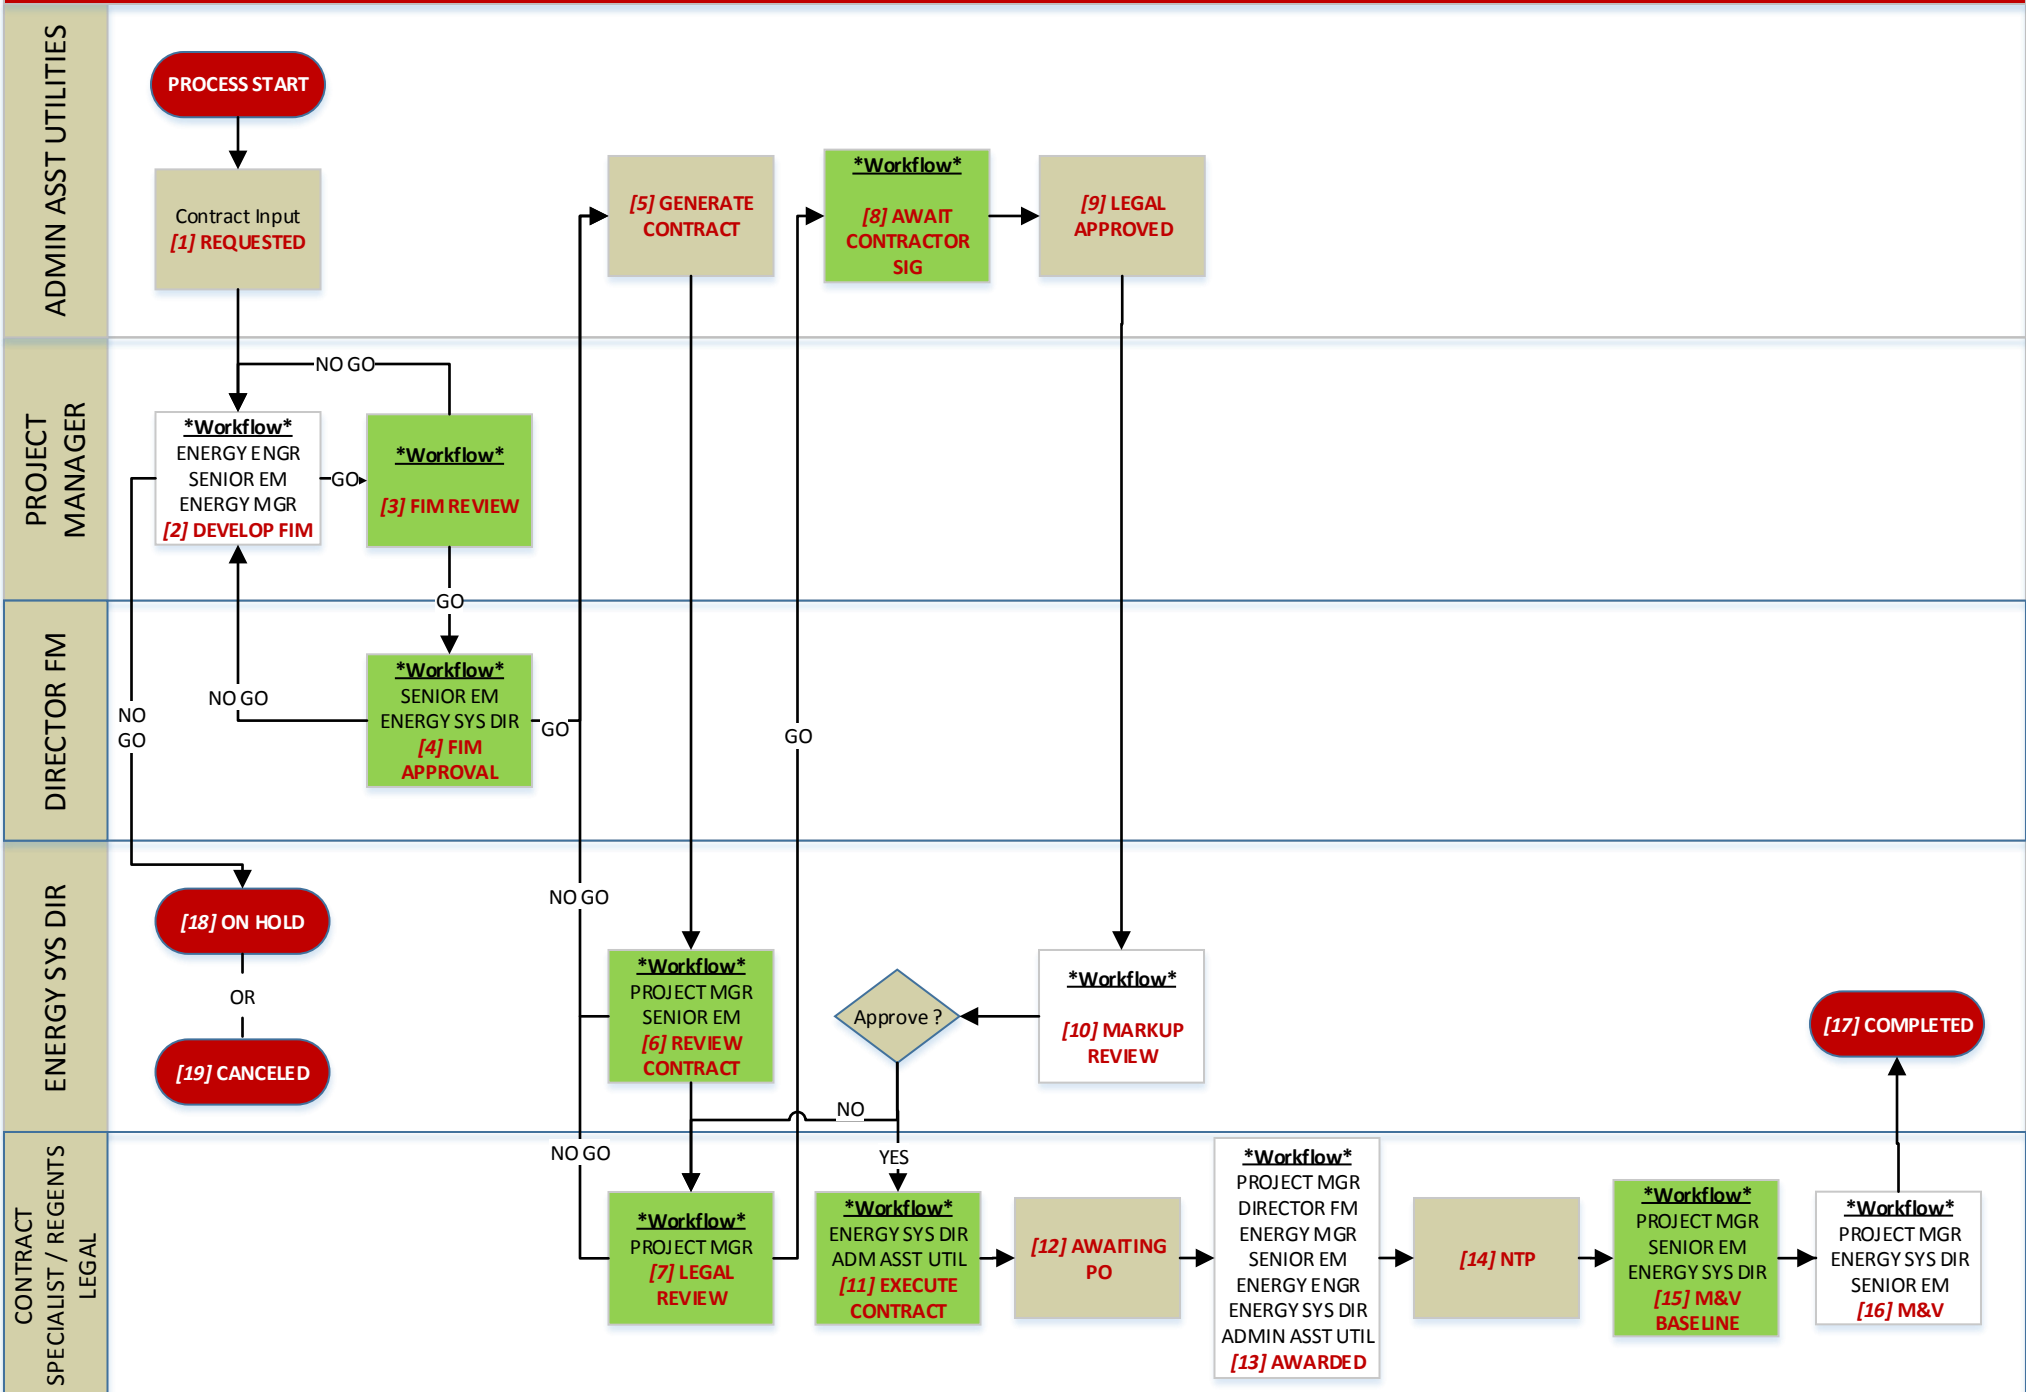 ADMIN ASST UTILITIES
PROCESS START
Contract Input
[1] REQUESTED
[5] GENERATE
CONTRACT
*Workflow*
[8] AWAIT
CONTRACTOR
SIG
[9] LEGAL
APPROVED
PROJECT
MANAGER
NO GO
*Workflow*
ENERGY ENGR
SENIOR EM
ENERGY MGR
[2] DEVELOP FIM
GO
*Workflow*
[3] FIM REVIEW
GO
DIRECTOR FM
NO
GO
NO GO
*Workflow*
SENIOR EM
ENERGY SYS DIR
[4] FIM
APPROVAL
GO
GO
ENERGY SYS DIR
[18] ON HOLD
OR
[19] CANCELED
NO GO
*Workflow*
PROJECT MGR
SENIOR EM
[6] REVIEW
CONTRACT
Approve ?
*Workflow*
[10] MARKUP
REVIEW
[17] COMPLETED
NO
CONTRACT
SPECIALIST / REGENTS
LEGAL
NO GO
YES
*Workflow*
PROJECT MGR
[7] LEGAL
REVIEW
*Workflow*
ENERGY SYS DIR
ADM ASST UTIL
[11] EXECUTE
CONTRACT
[12] AWAITING
PO
*Workflow*
PROJECT MGR
DIRECTOR FM
ENERGY MGR
SENIOR EM
ENERGY ENGR
ENERGY SYS DIR
ADMIN ASST UTIL
[13] AWARDED
[14] NTP
*Workflow*
PROJECT MGR
SENIOR EM
ENERGY SYS DIR
[15] M&V
BASELINE
*Workflow*
PROJECT MGR
ENERGY SYS DIR
SENIOR EM
[16] M&V